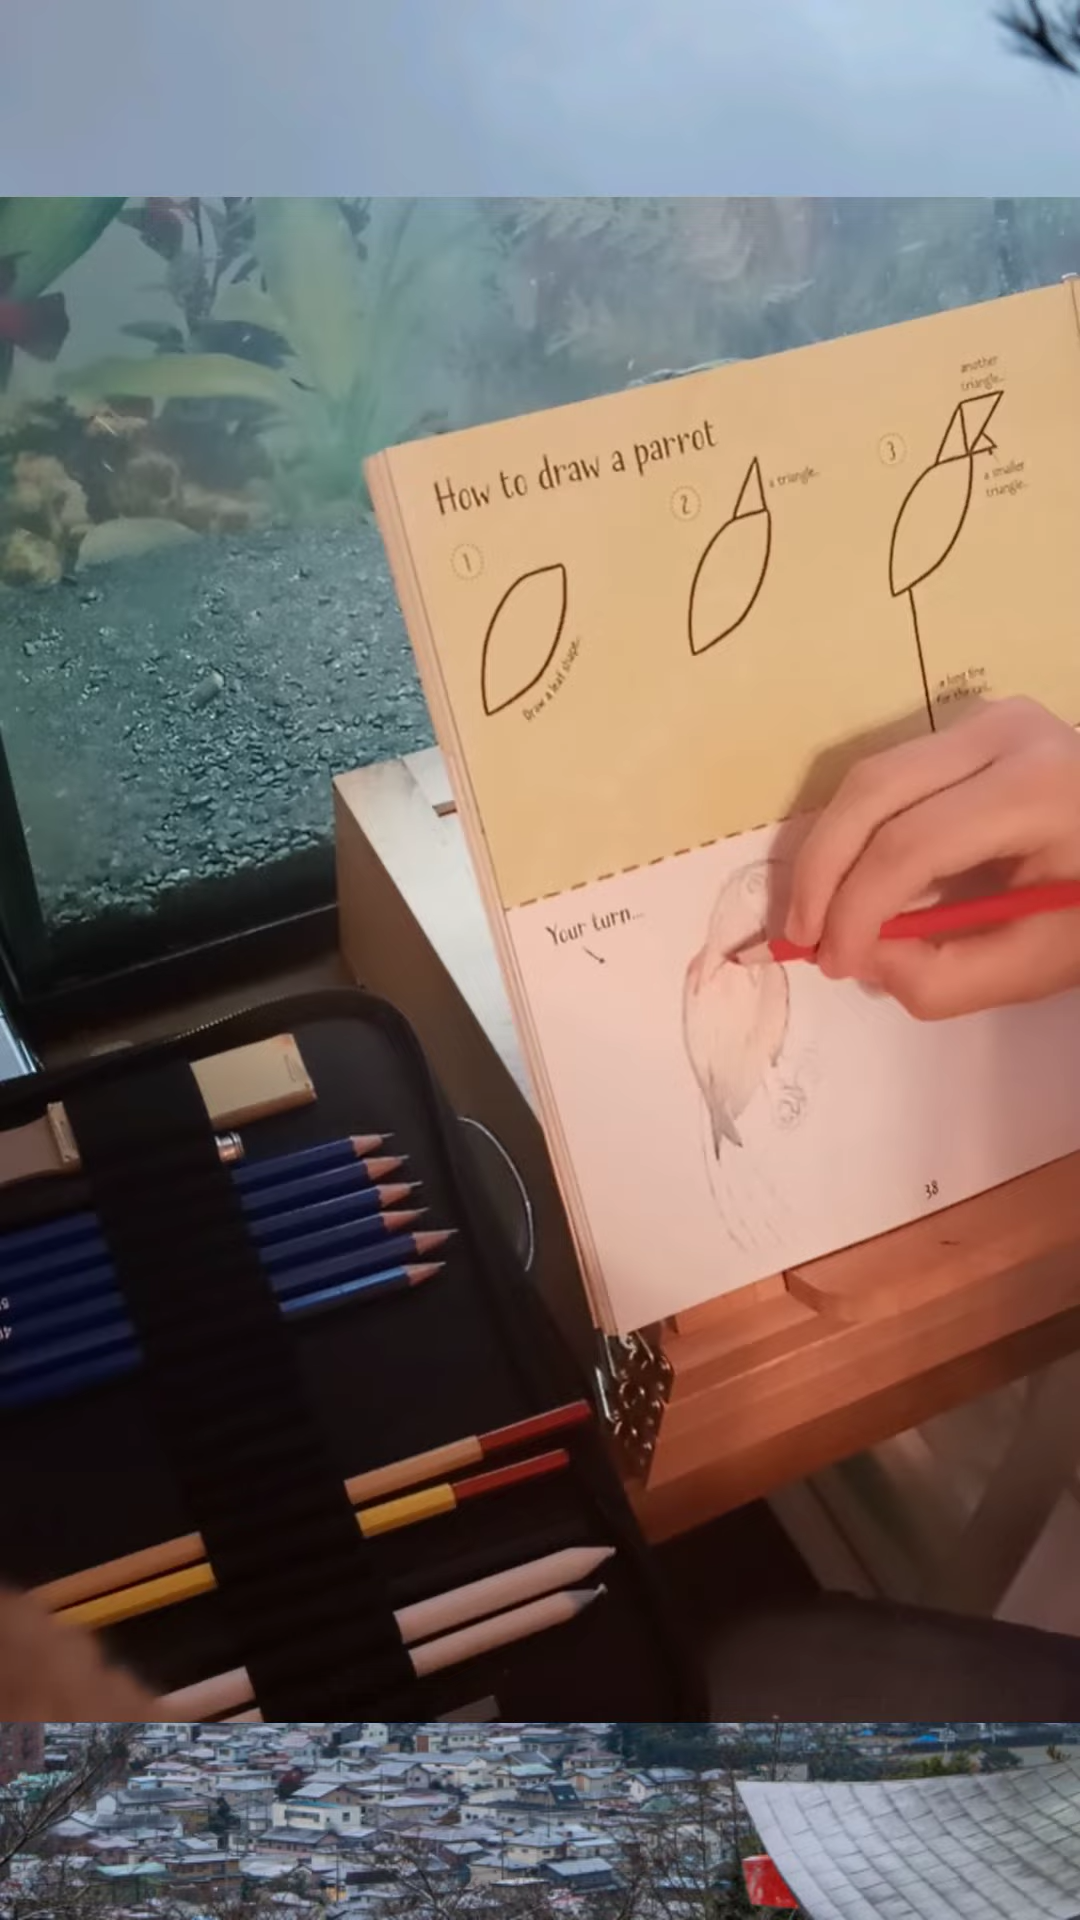 How to draw a parrot
1
Draw a leaf shape...
2
a triangle...
3
another
triangle...
a smaller
triangle...
a long line
for the tail...
Your turn...
38